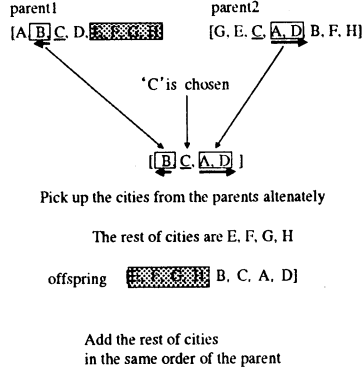 parent1 parent2
[A, B, C, D, E F G H] [G, E, C, A, D, B, F, H]
‘C’ is chosen
[ B, C, A, D ]
Pick up the cities from the parents altenately
The rest of cities are E, F, G, H
offspring [E F G H B, C, A, D]
Add the rest of cities
in the same order of the parent